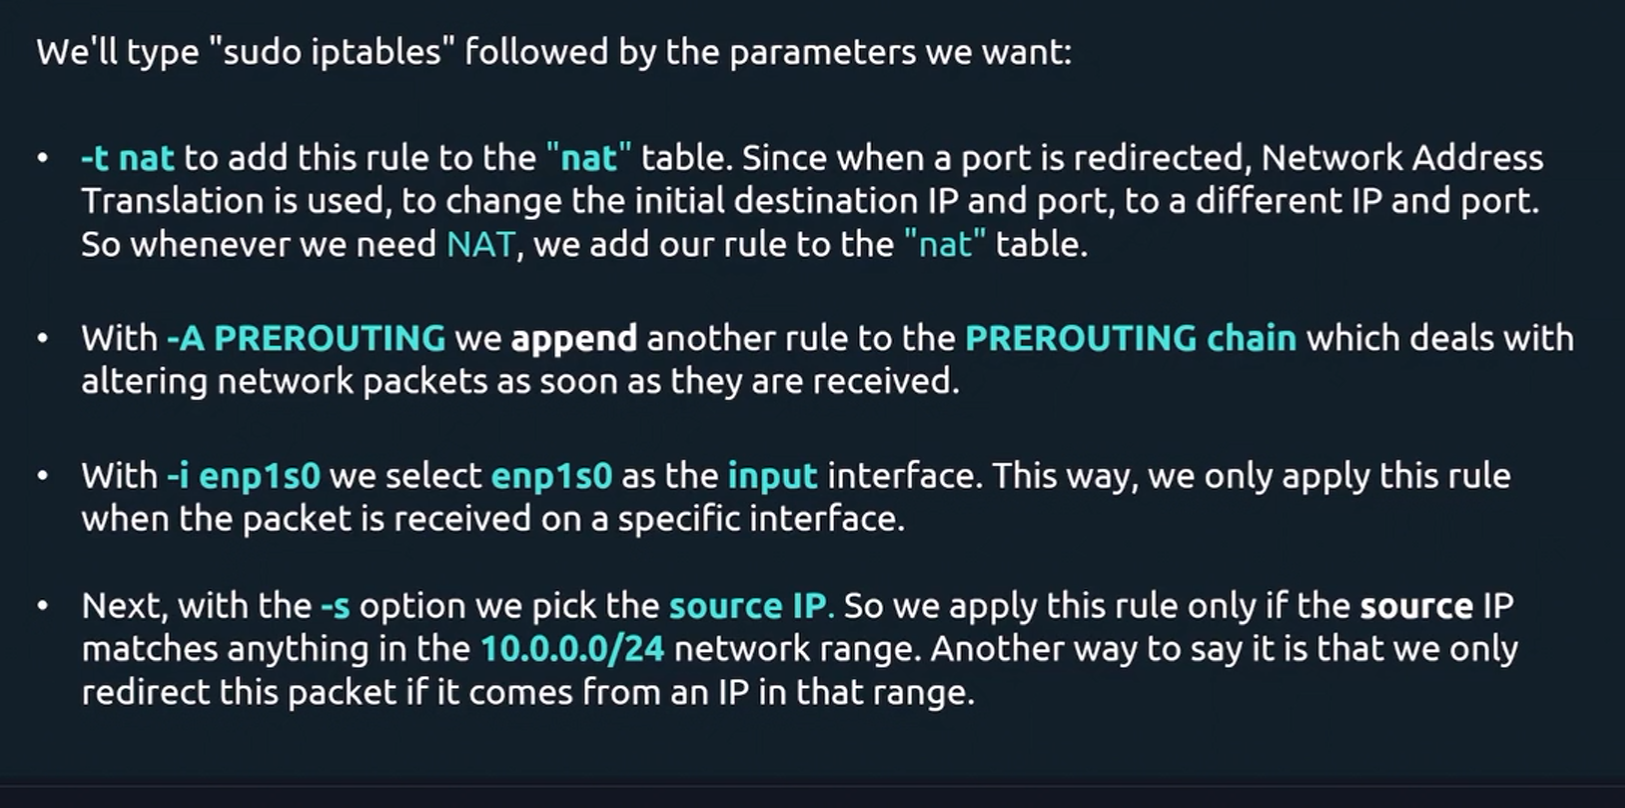 We'll type "sudo iptables" followed by the parameters we want:
• -t nat to add this rule to the "nat" table. Since when a port is redirected, Network Address
Translation is used, to change the initial destination IP and port, to a different IP and port.
So whenever we need NAT, we add our rule to the "nat" table.
• With -A PREROUTING we append another rule to the PREROUTING chain which deals with
altering network packets as soon as they are received.
• With -i enp1s0 we select enp1s0 as the input interface. This way, we only apply this rule
when the packet is received on a specific interface.
• Next, with the -s option we pick the source IP. So we apply this rule only if the source IP
matches anything in the 10.0.0.0/24 network range. Another way to say it is that we only
redirect this packet if it comes from an IP in that range.